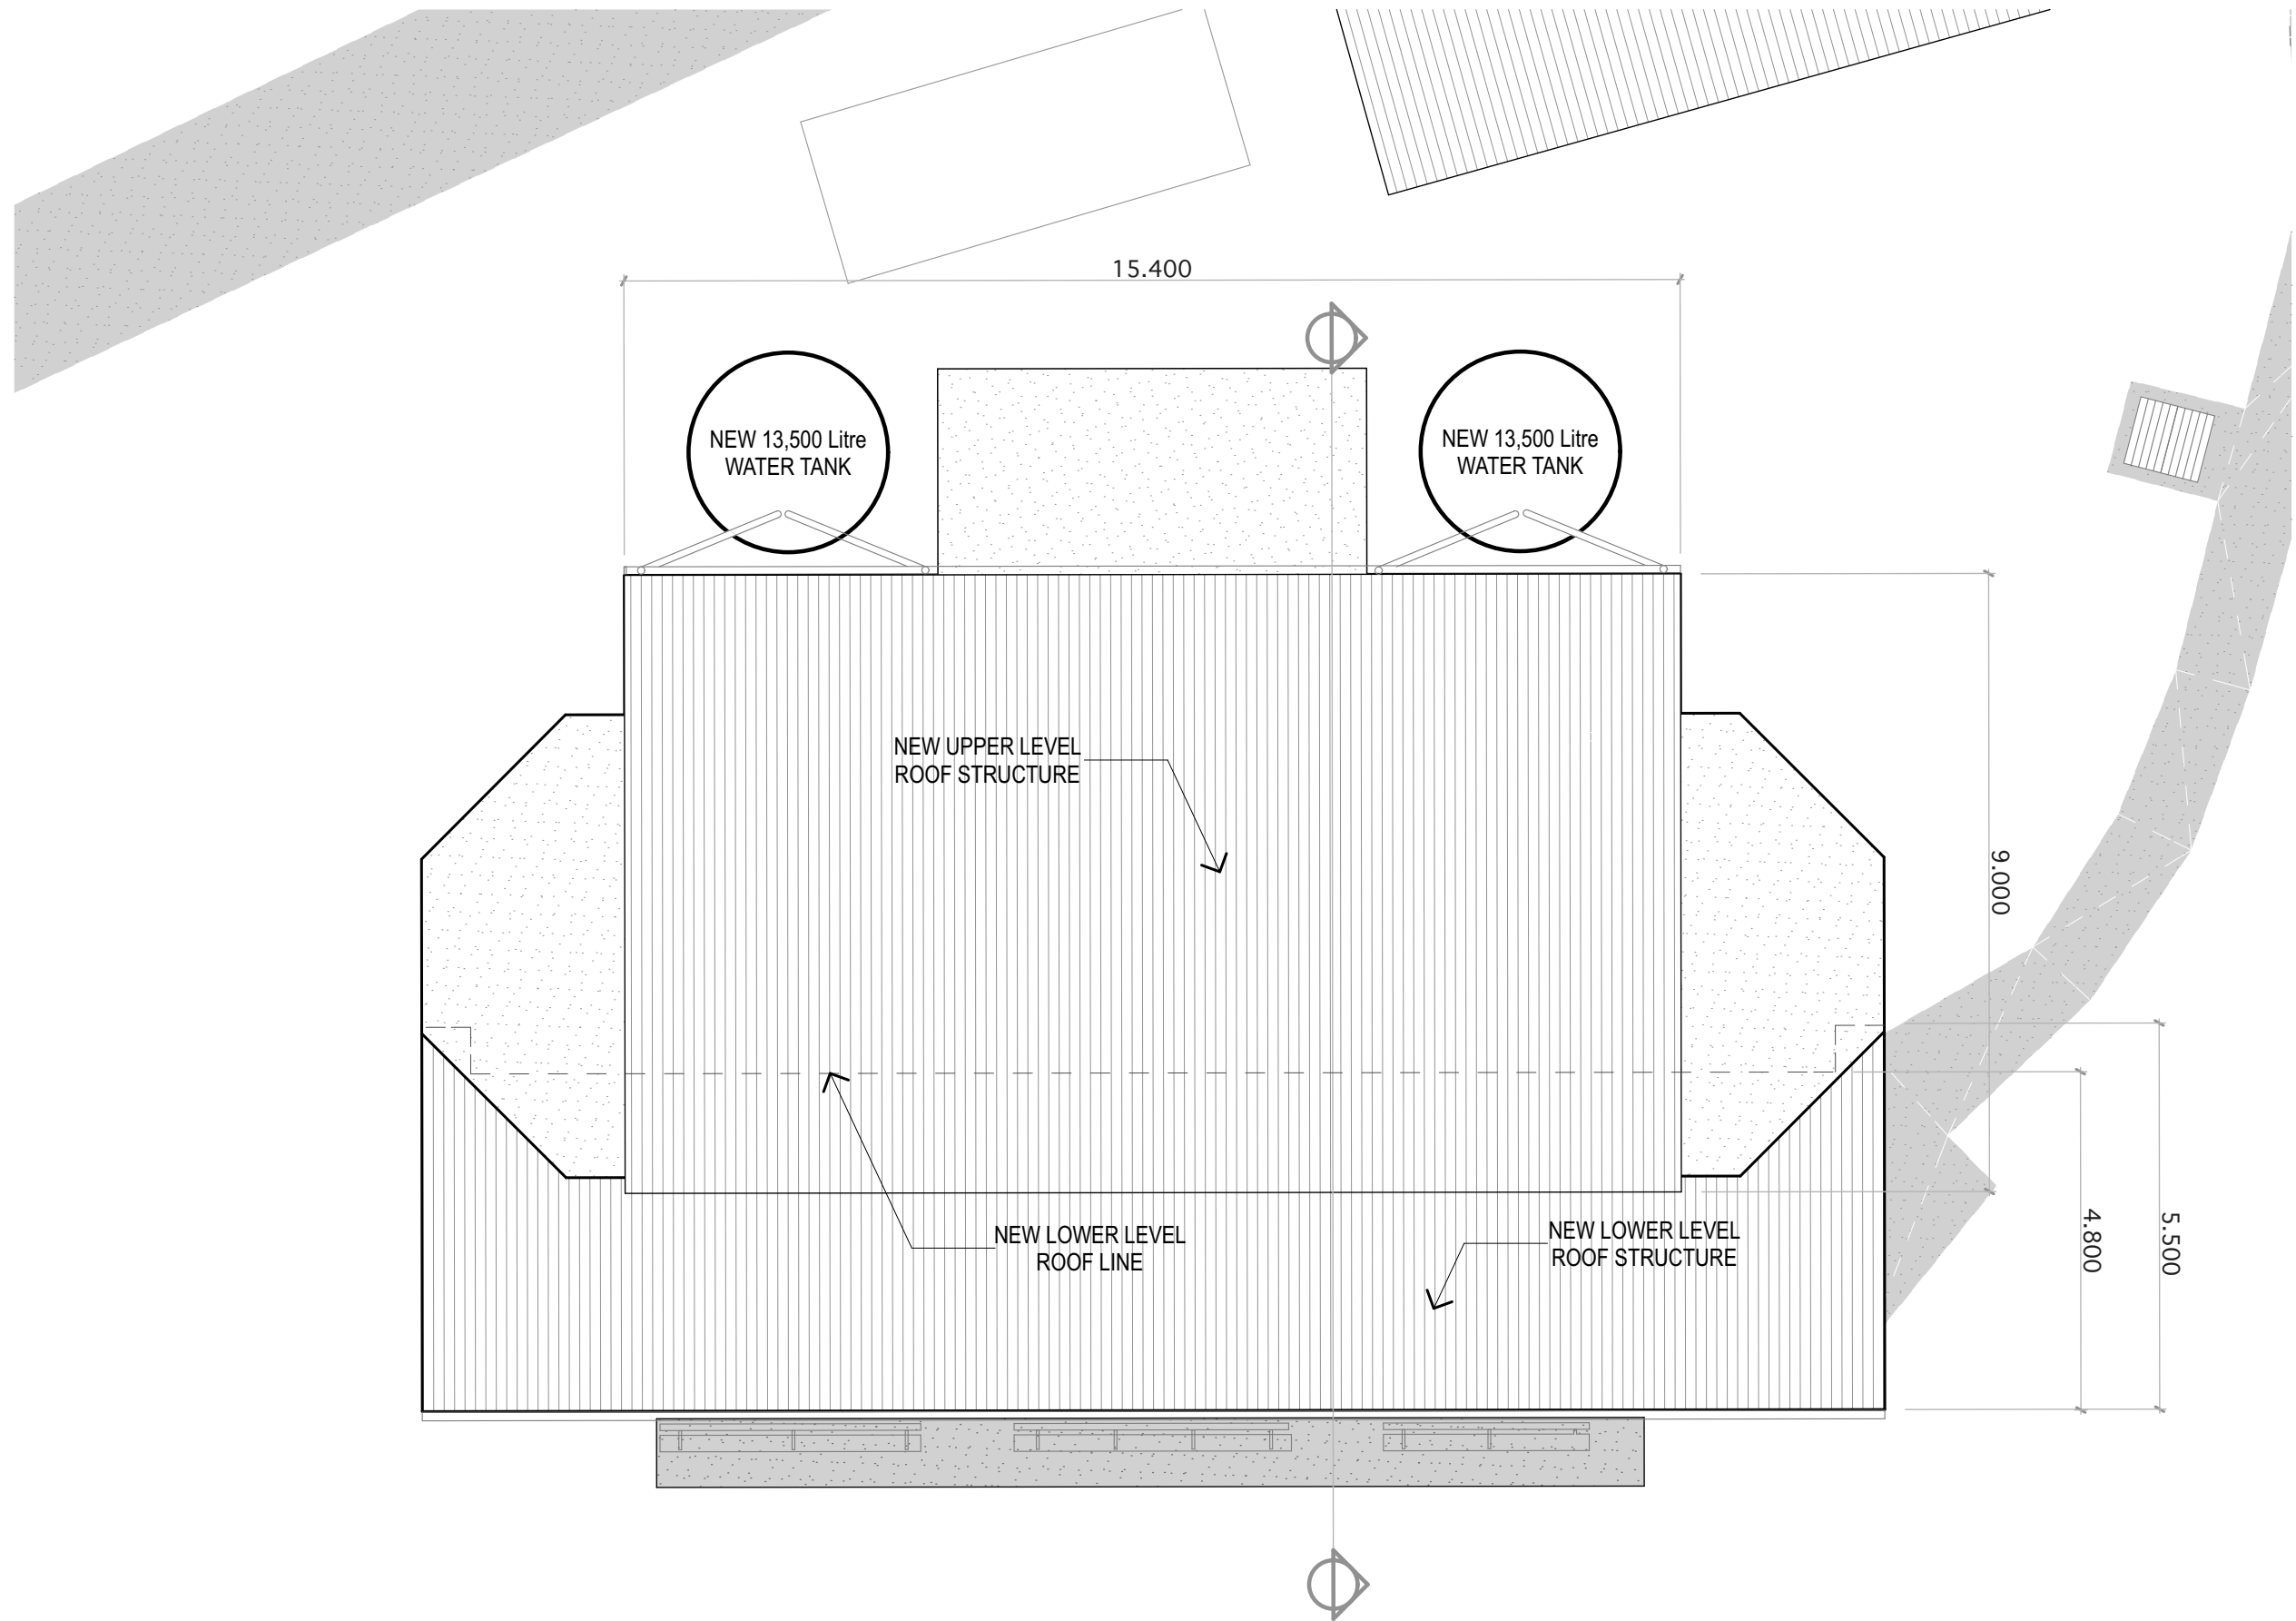 15.400
NEW 13,500 Litre
WATER TANK
NEW 13,500 Litre
WATER TANK
NEW UPPER LEVEL
ROOF STRUCTURE
9.000
NEW LOWER LEVEL
ROOF LINE
NEW LOWER LEVEL
ROOF STRUCTURE
4.800
5.500